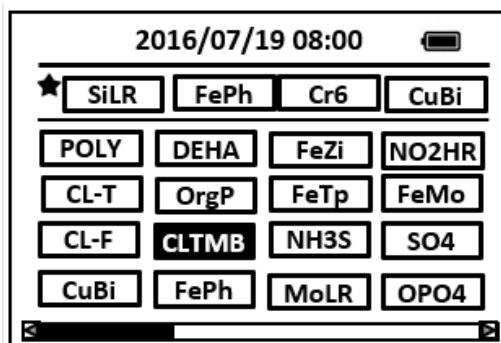 2016/07/19 08:00
SiLR FePh Cr6 CuBi
POLY DEHA FeZi NO2HR
CL-T OrgP FeTp FeMo
CL-F CLTMB NH3S SO4
CuBi FePh MoLR OPO4